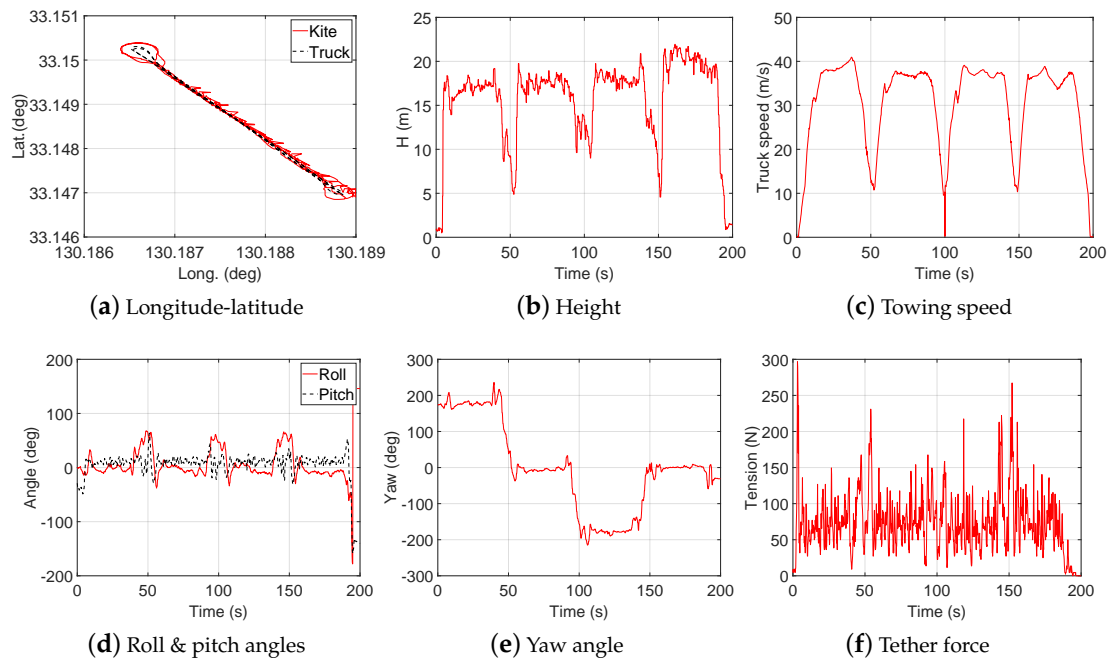 33.151
33.15
33.149
33.148
33.147
33.146
Lat.(deg)
130.186 130.187 130.188 130.189
Long. (deg)
Kite
Truck
(a) Longitude-latitude
25
20
15
10
5
0
H (m)
0 50 100 150 200
Time (s)
(b) Height
50
40
30
20
10
0
Truck speed (m/s)
0 50 100 150 200
Time (s)
(c) Towing speed
200
100
0
-100
-200
Angle (deg)
0 50 100 150 200
Time (s)
Roll
Pitch
(d) Roll & pitch angles
300
200
100
0
-100
-200
-300
Yaw (deg)
0 50 100 150 200
Time (s)
(e) Yaw angle
300
250
200
150
100
50
0
Tension (N)
0 50 100 150 200
Time (s)
(f) Tether force